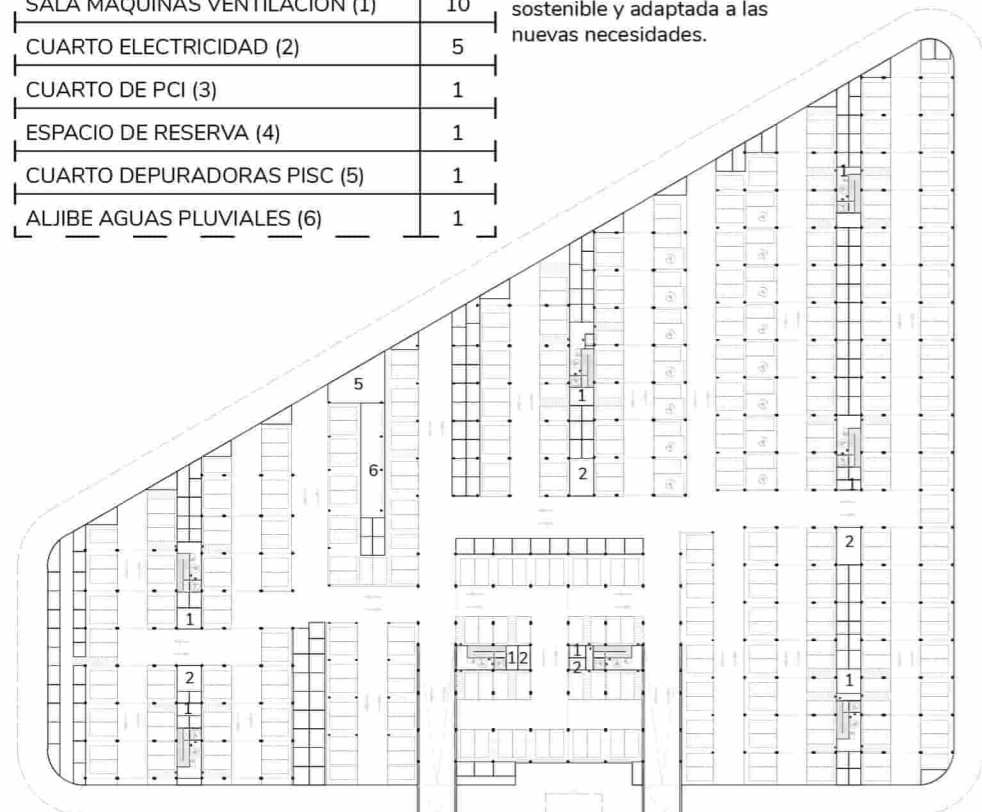 SALA MAQUINAS VENTILACIÓN (1) 10
CUARTO ELECTRICIDAD (2) 5
CUARTO DE PCI (3) 1
ESPACIO DE RESERVA (4) 1
CUARTO DEPURADORAS PISC (5) 1
ALJIBE AGUAS PLUVIALES (6) 1
sostenible y adaptada a las
nuevas necesidades.
1
5
1
6
2
1
2
1
1 2
1
2
2
1
1